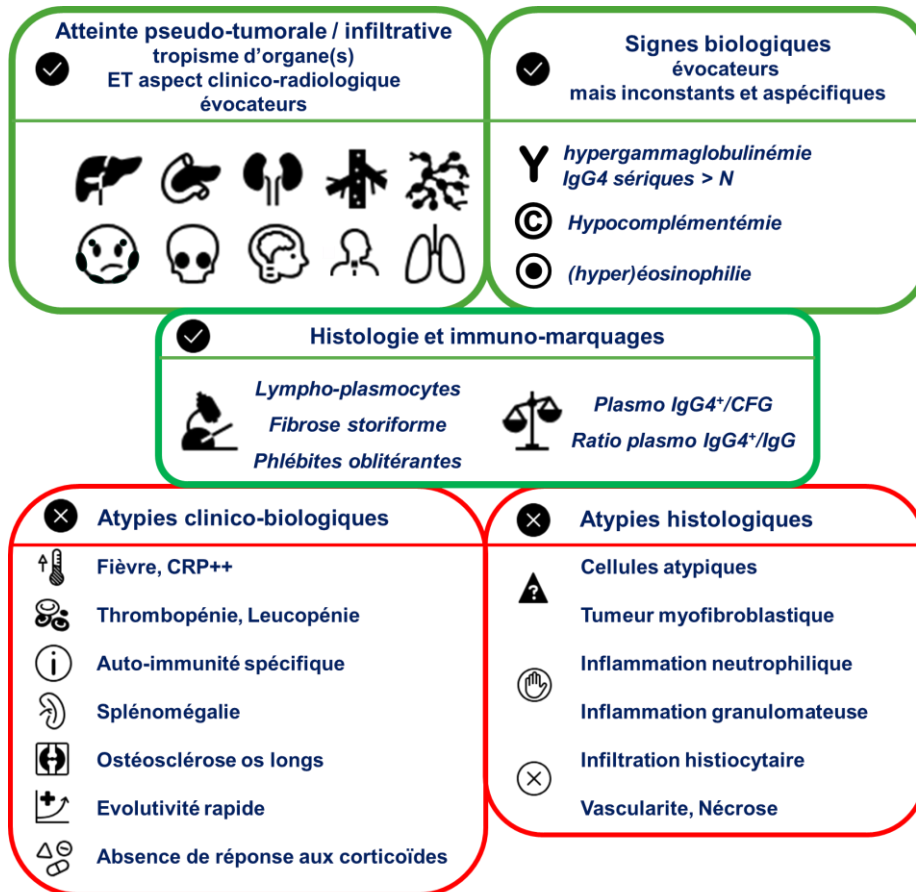 Atteinte pseudo-tumorale / infiltrative
tropisme d'organe(s)
ET aspect clinico-radiologique
évocateurs
Signes biologiques
évocateurs
mais inconstants et aspécifiques
hypergammaglobulinémie
IgG4 sériques > N
C
Hypocomplémentémie
(hyper)éosinophilie
Histologie et immuno-marquages
Lympho-plasmocytes
Fibrose storiforme
Phlébites oblitérantes
Plasmo IgG4+/CFG
Ratio plasmo IgG4+/IgG
Atypies clinico-biologiques
Fièvre, CRP++
Thrombopénie, Leucopénie
i
Auto-immunité spécifique
Splénomégalie
Ostéosclérose os longs
Evolutivité rapide
Absence de réponse aux corticoïdes
Atypies histologiques
Cellules atypiques
?
Tumeur myofibroblastique
Inflammation neutrophilique
Inflammation granulomateuse
Infiltration histiocytaire
Vascularite, Nécrose